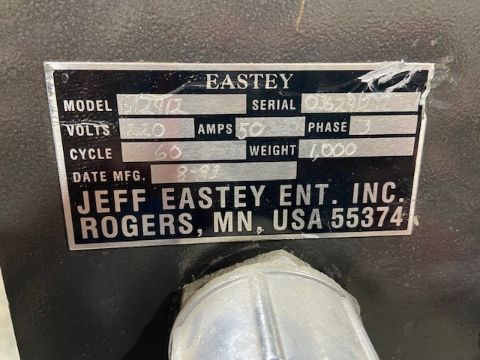 EASTEY
MODEL SERIAL
VOLTS 220 AMPS 50 PHASE 3
CYCLE 60 WEIGHT 1,000
DATE MFG. 8-93
JEFF EASTEY ENT. INC.
ROGERS, MN, USA 55374